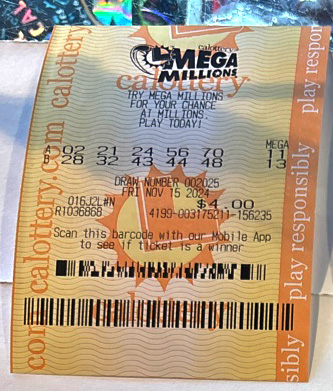 calottery
MEGA
MILLIONS
calottery
TRY MEGA MILLIONS
FOR YOUR CHANCE
AT MILLIONS.
PLAY TODAY!
MEGA
A 02 21 24 56 70 11
B 28 32 43 44 48 13
DRAW NUMBER 002025
FRI NOV 15 2024
016J2L#N $4.00
R1036868 4199-003175211-156235
Scan this barcode with our Mobile App
to see if ticket is a winner
calottery.com calottery
play responsibly play respon
sibly